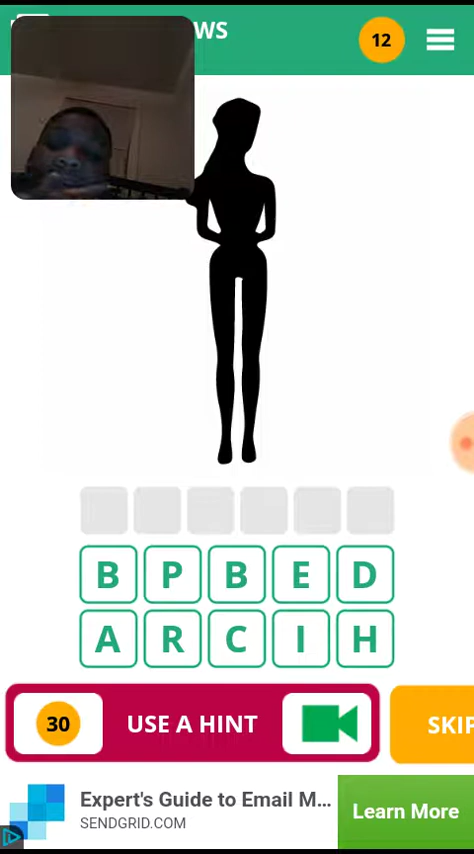 WS
12
B P B E D
A R C I H
30 USE A HINT
SKIP
Expert's Guide to Email M...
SENDGRID.COM
Learn More